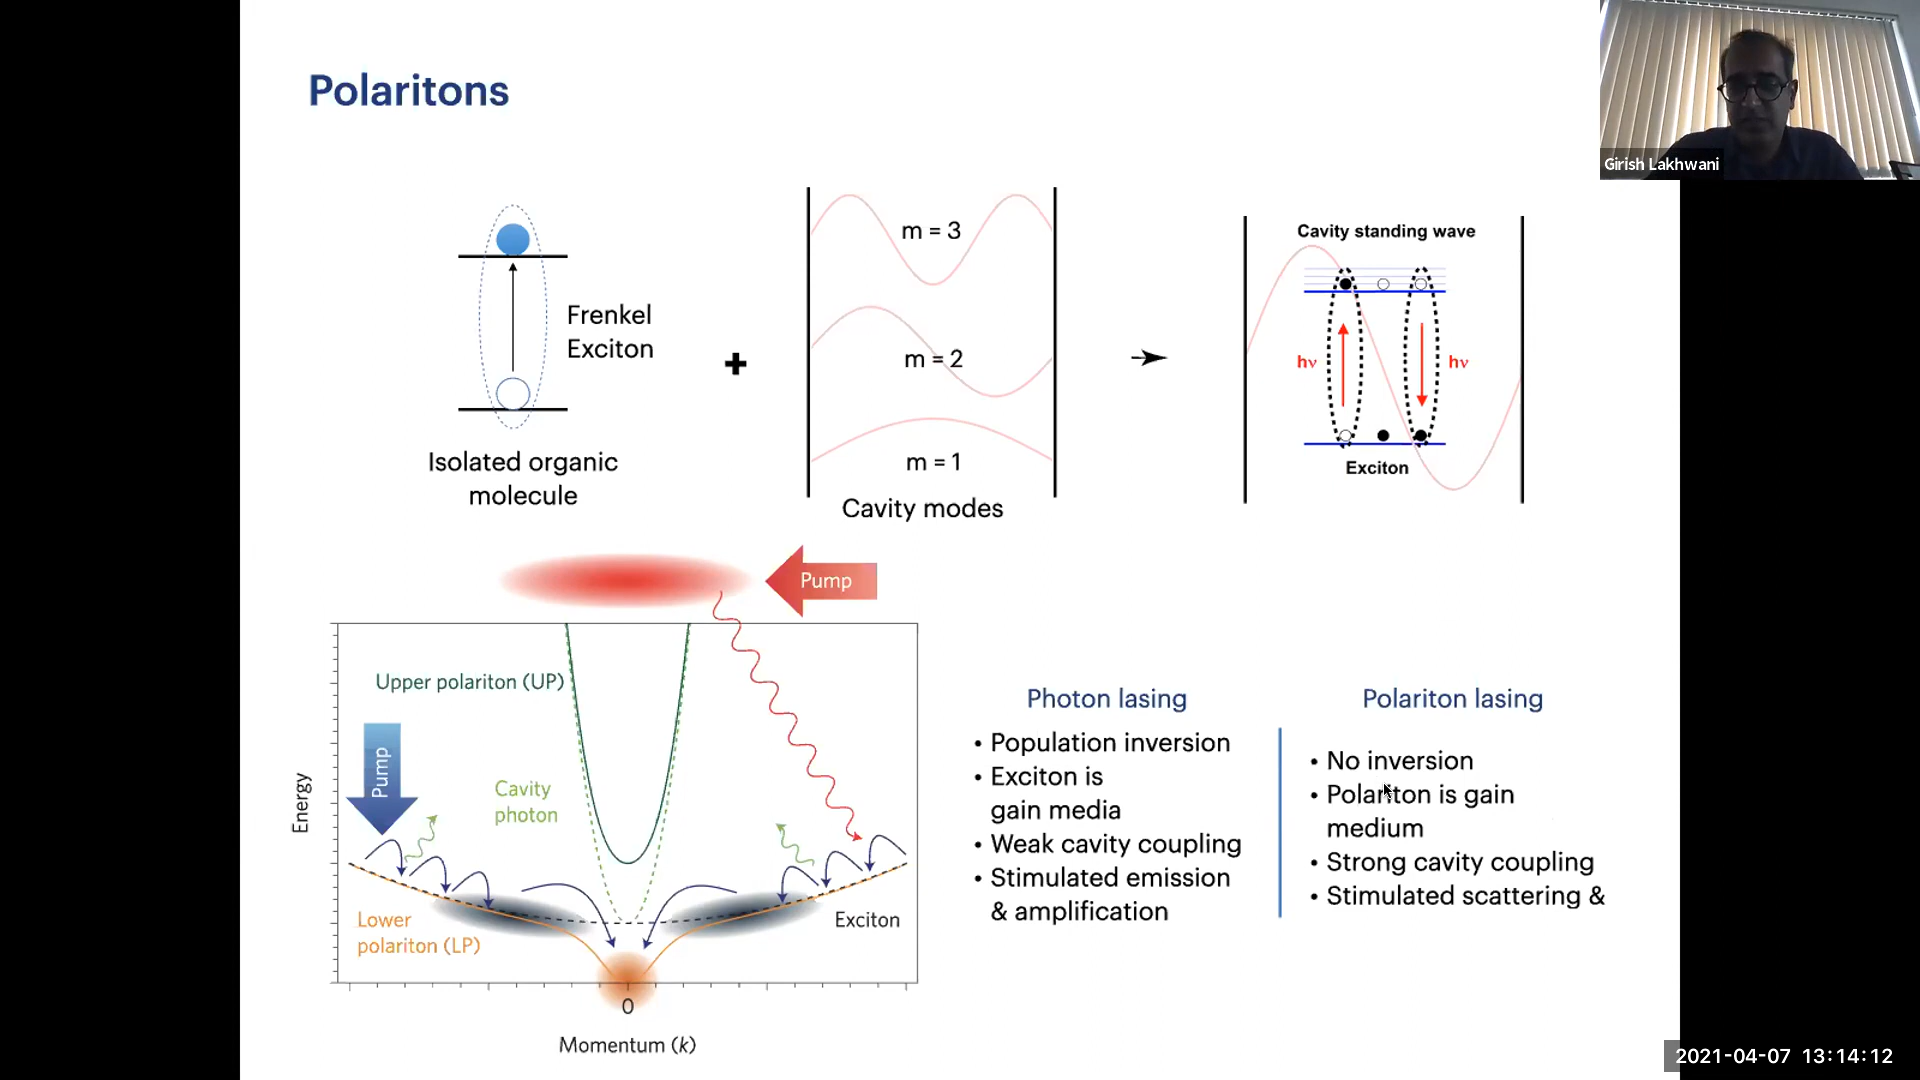 Polaritons
Girish Lakhwani
Frenkel
Exciton
Isolated organic
molecule
m = 3
m = 2
m = 1
Cavity modes
Cavity standing wave
hν
hν
Exciton
Pump
Upper polariton (UP)
Pump
Cavity
photon
Energy
Lower
polariton (LP)
Exciton
0
Momentum (k)
Photon lasing
• Population inversion
• Exciton is
gain media
• Weak cavity coupling
• Stimulated emission
& amplification
Polariton lasing
• No inversion
• Polariton is gain
medium
• Strong cavity coupling
• Stimulated scattering &
2021-04-07 13:14:12